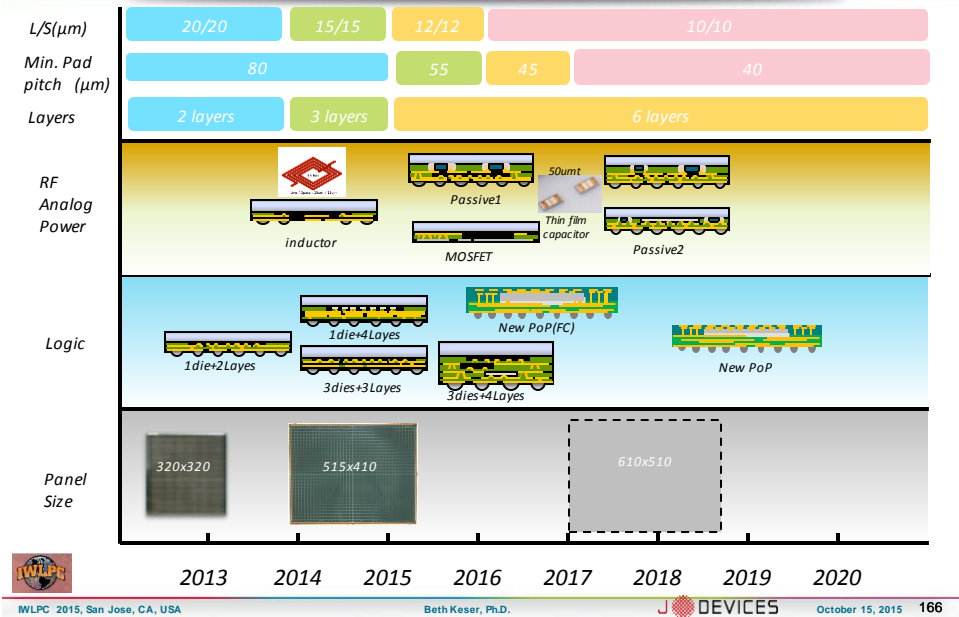 L/S(μm)
20/20
15/15
12/12
10/10
Min. Pad
pitch (μm)
80
55
45
40
Layers
2 layers
3 layers
6 layers
RF
Analog
Power
inductor
Passive1
MOSFET
50umt
Thin film
capacitor
Passive2
Logic
1die+2Layes
1die+4Layes
3dies+3Layes
New PoP(FC)
3dies+4Layes
New PoP
Panel
Size
320x320
515x410
610x510
2013
2014
2015
2016
2017
2018
2019
2020
IWLPC
IWLPC 2015, San Jose, CA, USA
Beth Keser, Ph.D.
J DEVICES
October 15, 2015
166